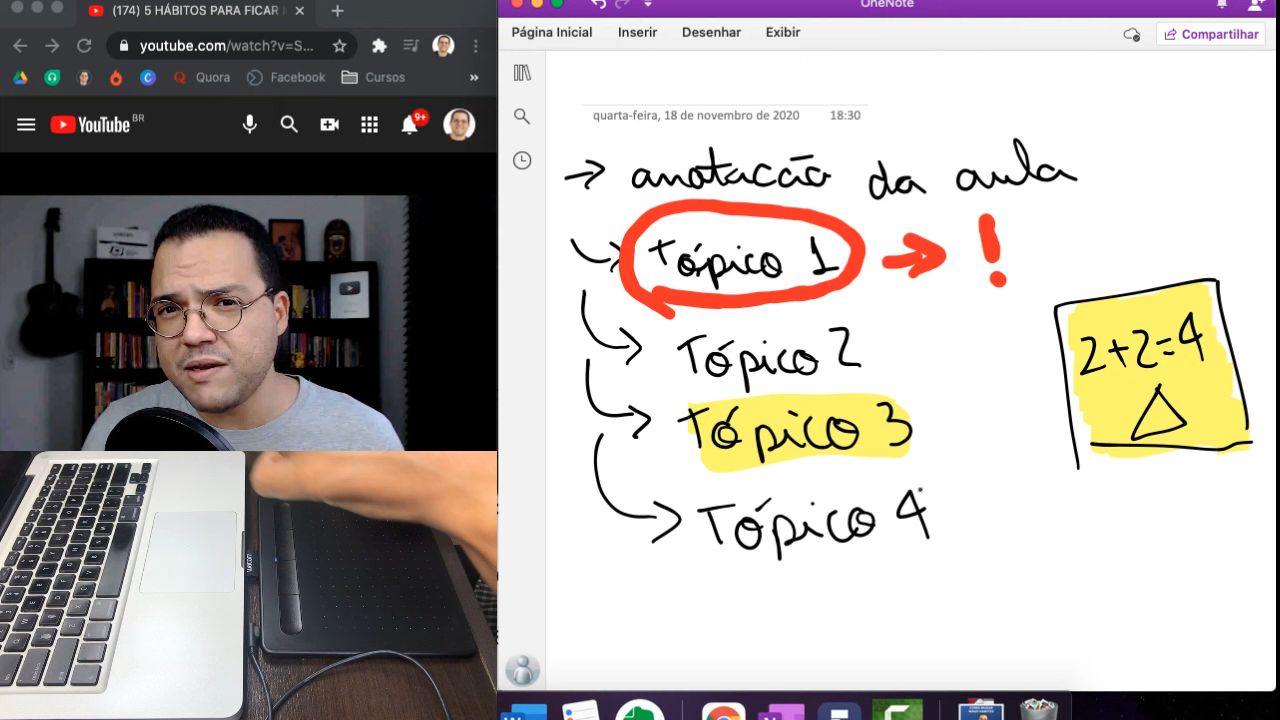 (174) 5 HÁBITOS PARA FICAR
youtube.com/watch?v=S...
Quora
Facebook
Cursos
»
YouTube BR
9+
wacom
OneNote
Página Inicial Inserir Desenhar Exibir
Compartilhar
quarta-feira, 18 de novembro de 2020 18:30
→ anotacão da aula
tópico 1 → !
Tópico 2
Tópico 3
Tópico 4
2+2=4